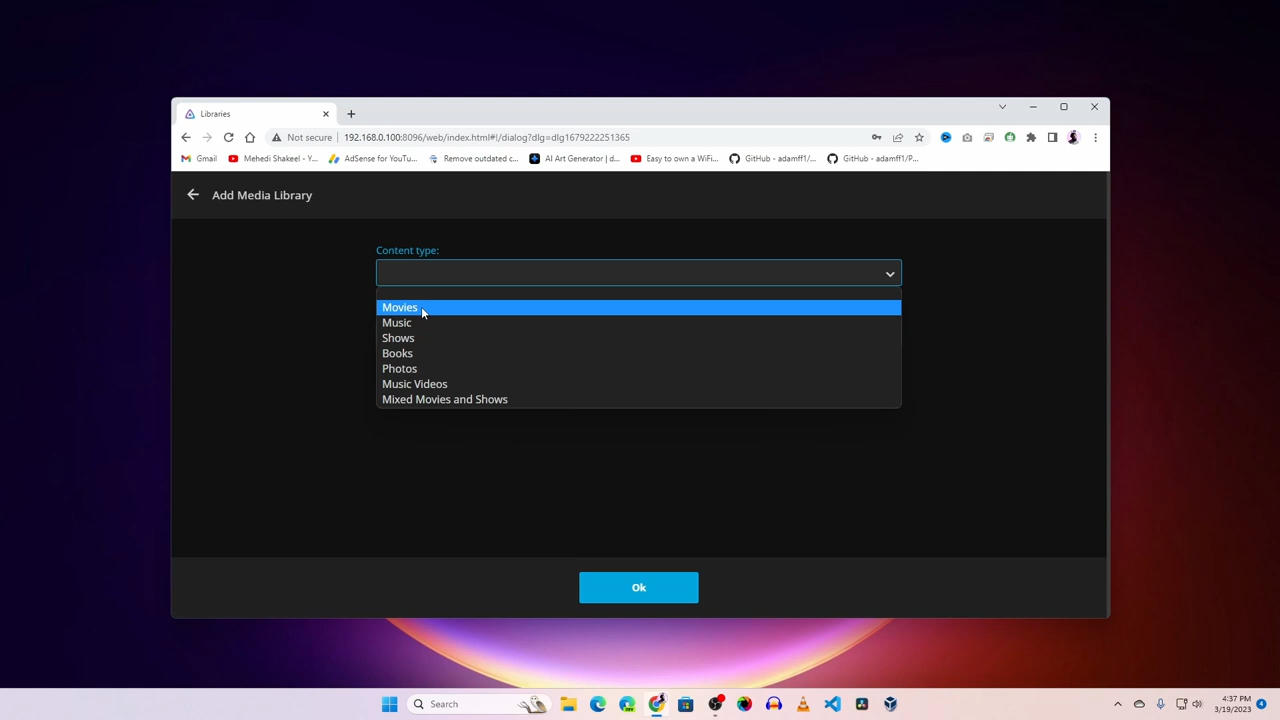 Libraries
Not secure 192.168.0.100:8096/web/index.html#!/dialog?dlg=dlg1679222251365
Gmail Mehedi Shakeel - Y... AdSense for YouTu... Remove outdated c... AI Art Generator | d... Easy to own a WiFi... GitHub - adamff1/... GitHub - adamff1/P...
Add Media Library
Content type:
Movies
Music
Shows
Books
Photos
Music Videos
Mixed Movies and Shows
Ok
Search
4:37 PM
3/19/2023
4